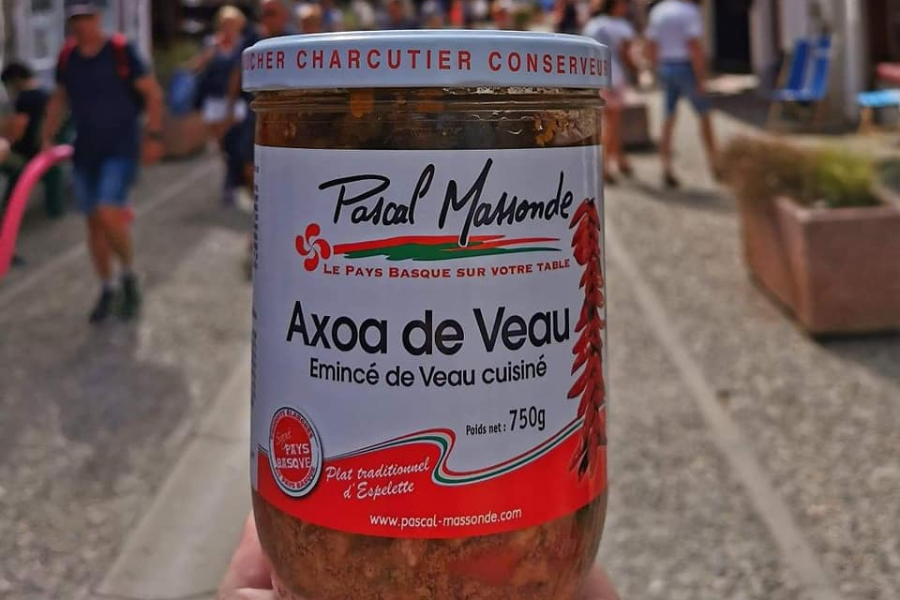 CHER CHARCUTIER CONSERVEU
Pascal Massonde
LE PAYS BASQUE SUR VOTRE TABLE
Axoa de Veau
Emincé de Veau cuisiné
Poids net : 750g
PAYS
BASQUE
Plat traditionnel
d'Espelette
www.pascal-massonde.com